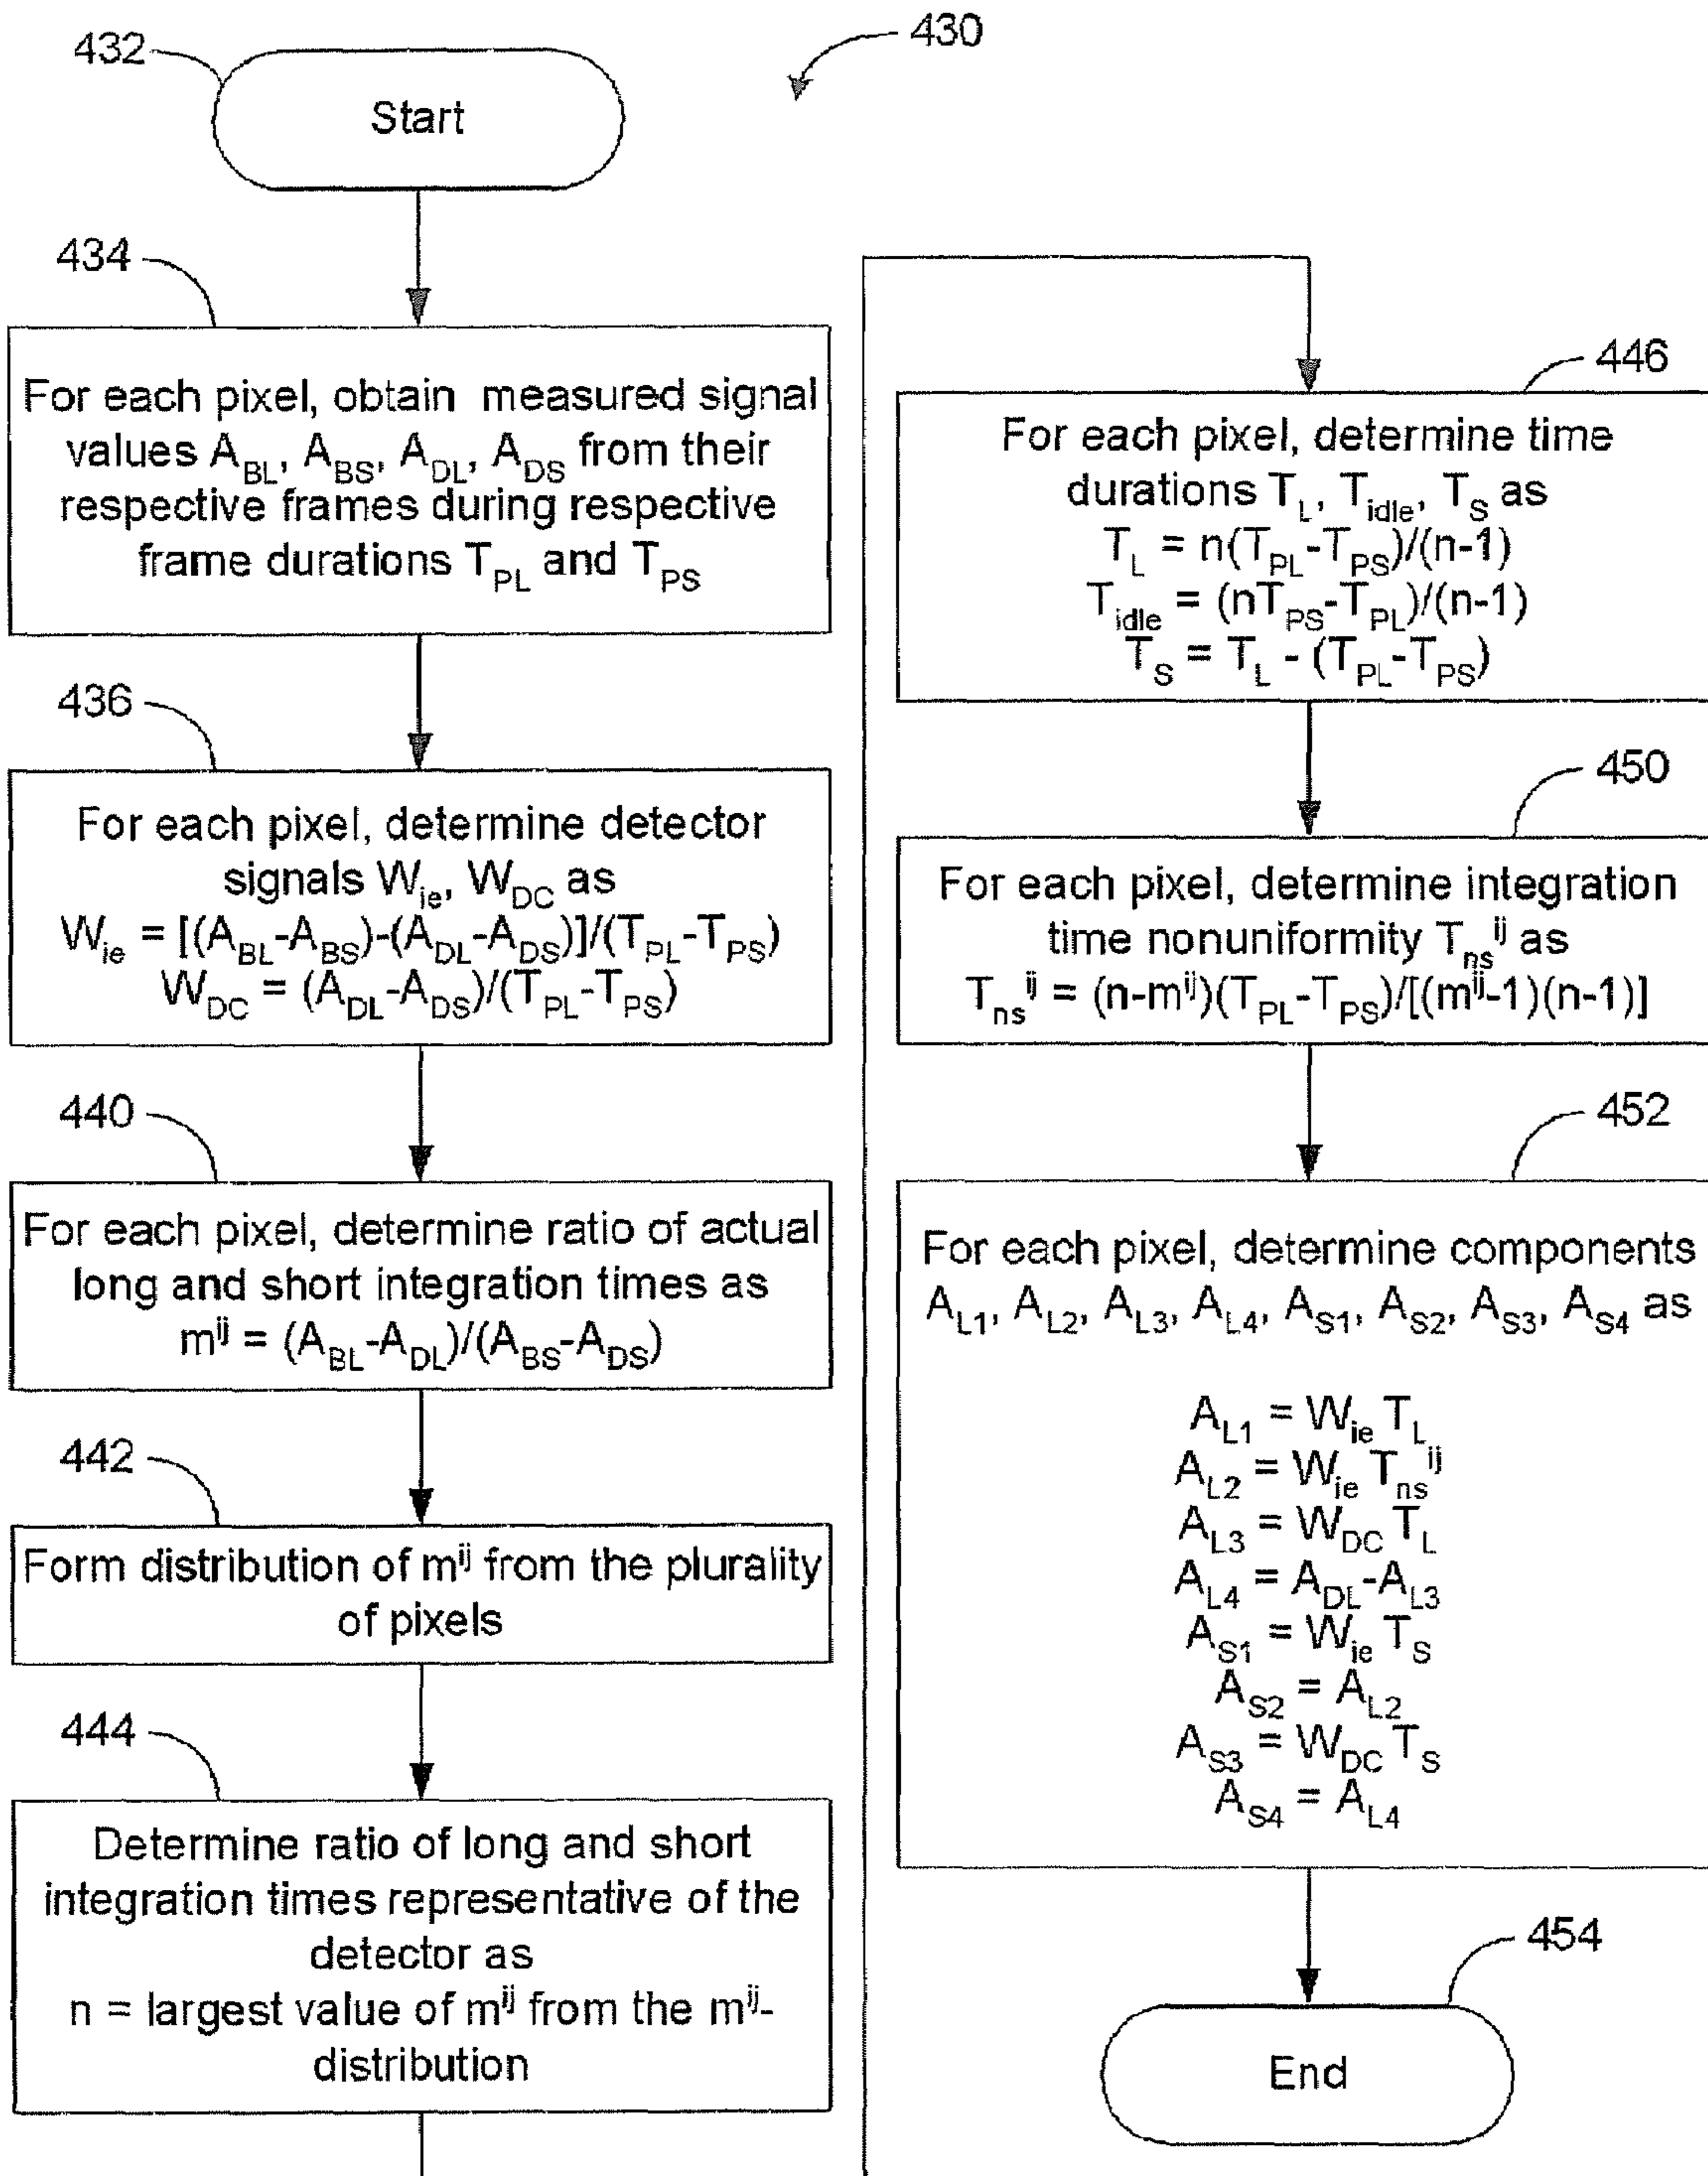 430
432
Start
434
For each pixel, obtain measured signal
values A_BL, A_BS, A_DL, A_DS from their
respective frames during respective
frame durations T_PL and T_PS
436
For each pixel, determine detector
signals W_ie, W_DC as
W_ie = [(A_BL-A_BS)-(A_DL-A_DS)]/(T_PL-T_PS)
W_DC = (A_DL-A_DS)/(T_PL-T_PS)
440
For each pixel, determine ratio of actual
long and short integration times as
m^ij = (A_BL-A_DL)/(A_BS-A_DS)
442
Form distribution of m^ij from the plurality
of pixels
444
Determine ratio of long and short
integration times representative of the
detector as
n = largest value of m^ij from the m^ij-
distribution
446
For each pixel, determine time
durations T_L, T_idle, T_S as
T_L = n(T_PL-T_PS)/(n-1)
T_idle = (nT_PS-T_PL)/(n-1)
T_S = T_L - (T_PL-T_PS)
450
For each pixel, determine integration
time nonuniformity T_ns^ij as
T_ns^ij = (n-m^ij)(T_PL-T_PS)/[(m^ij-1)(n-1)]
452
For each pixel, determine components
A_L1, A_L2, A_L3, A_L4, A_S1, A_S2, A_S3, A_S4 as
A_L1 = W_ie T_L
A_L2 = W_ie T_ns^ij
A_L3 = W_DC T_L
A_L4 = A_DL-A_L3
A_S1 = W_ie T_S
A_S2 = A_L2
A_S3 = W_DC T_S
A_S4 = A_L4
454
End